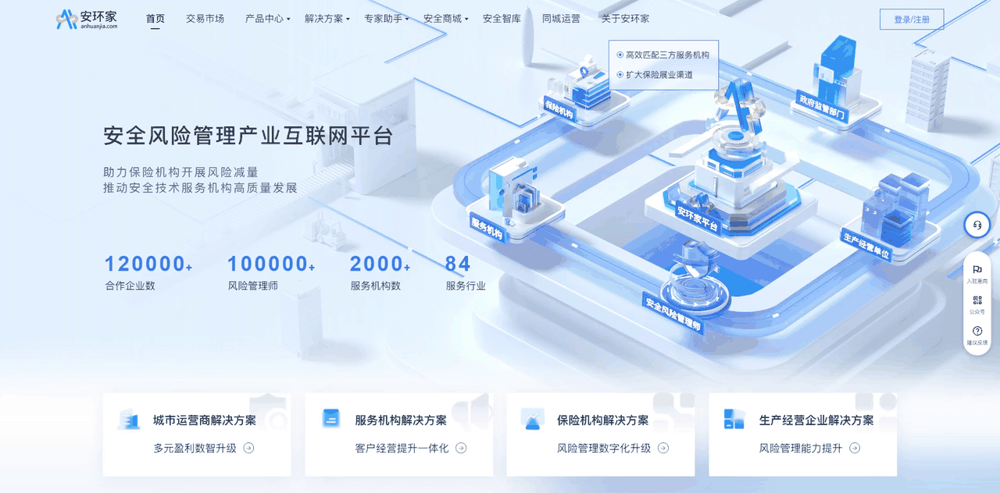 安环家
anhuanjia.com
首页
交易市场
产品中心
解决方案
专家助手
安全商城
安全智库
同城运营
关于安环家
登录/注册
高效匹配三方服务机构
扩大保险展业渠道
保险机构
政府监管部门
安全风险管理产业互联网平台
助力保险机构开展风险减量
推动安全技术服务机构高质量发展
服务机构
安环家平台
生产经营单位
安全风险管理师
120000+
合作企业数
100000+
风险管理师
2000+
服务机构数
84
服务行业
入驻意向
公众号
建议反馈
城市运营商解决方案
多元盈利数智升级
服务机构解决方案
客户经营提升一体化
保险机构解决方案
风险管理数字化升级
生产经营企业解决方案
风险管理能力提升